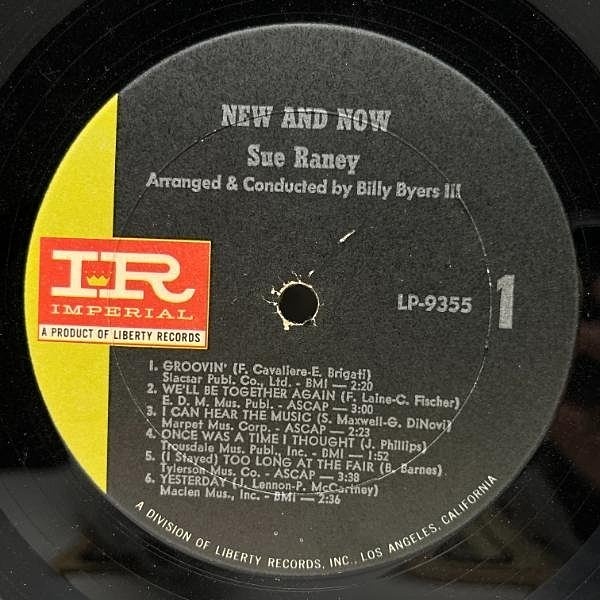 NEW AND NOW
Sue Raney
Arranged & Conducted by Billy Byers III
IR
IMPERIAL
A PRODUCT OF LIBERTY RECORDS
LP-9355 1
1. GROOVIN' (F. Cavaliere-E. Brigati)
Slacsar Publ. Co., Ltd. - BMI — 2:20
2. WE'LL BE TOGETHER AGAIN (F. Laine-C. Fischer)
E. D. M. Mus. Publ. - ASCAP — 3:00
3. I CAN HEAR THE MUSIC (S. Maxwell-G. DiNovi)
Marpet Mus. Corp. - ASCAP — 2:23
4. ONCE WAS A TIME I THOUGHT (J. Phillips)
Trousdale Mus. Publ., Inc. - BMI — 1:52
5. (I Stayed) TOO LONG AT THE FAIR (B. Barnes)
Tylerson Mus. Co. - ASCAP — 3:38
6. YESTERDAY (J. Lennon-P. McCartney)
Maclen Mus., Inc. - BMI — 2:36
A DIVISION OF LIBERTY RECORDS, INC., LOS ANGELES, CALIFORNIA